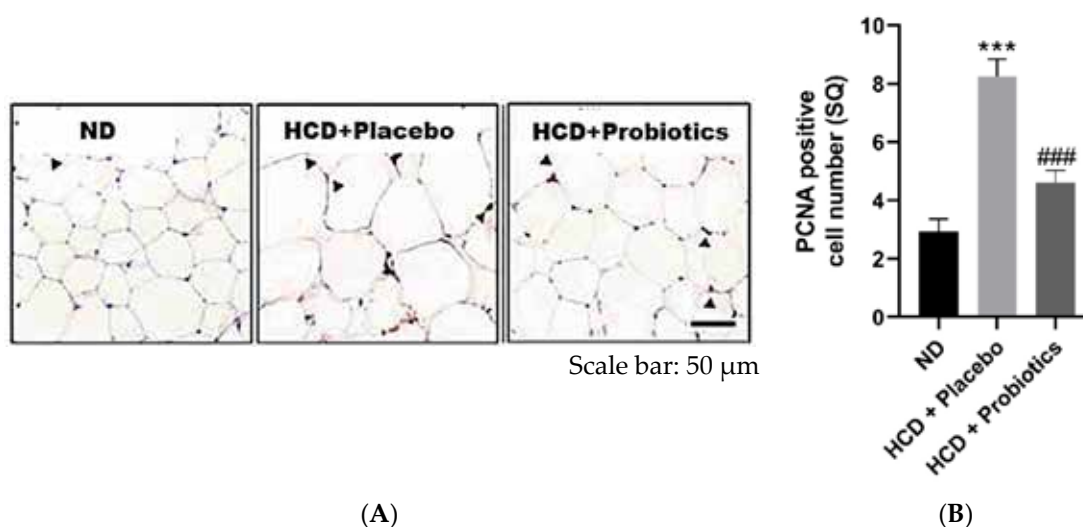 ND
HCD+Placebo
HCD+Probiotics
Scale bar: 50 µm
(A)
B)
PCNA positive
cell number (SQ)
10
8
6
4
2
0
***
###
ND
HCD + Placebo
HCD + Probiotics
(B)